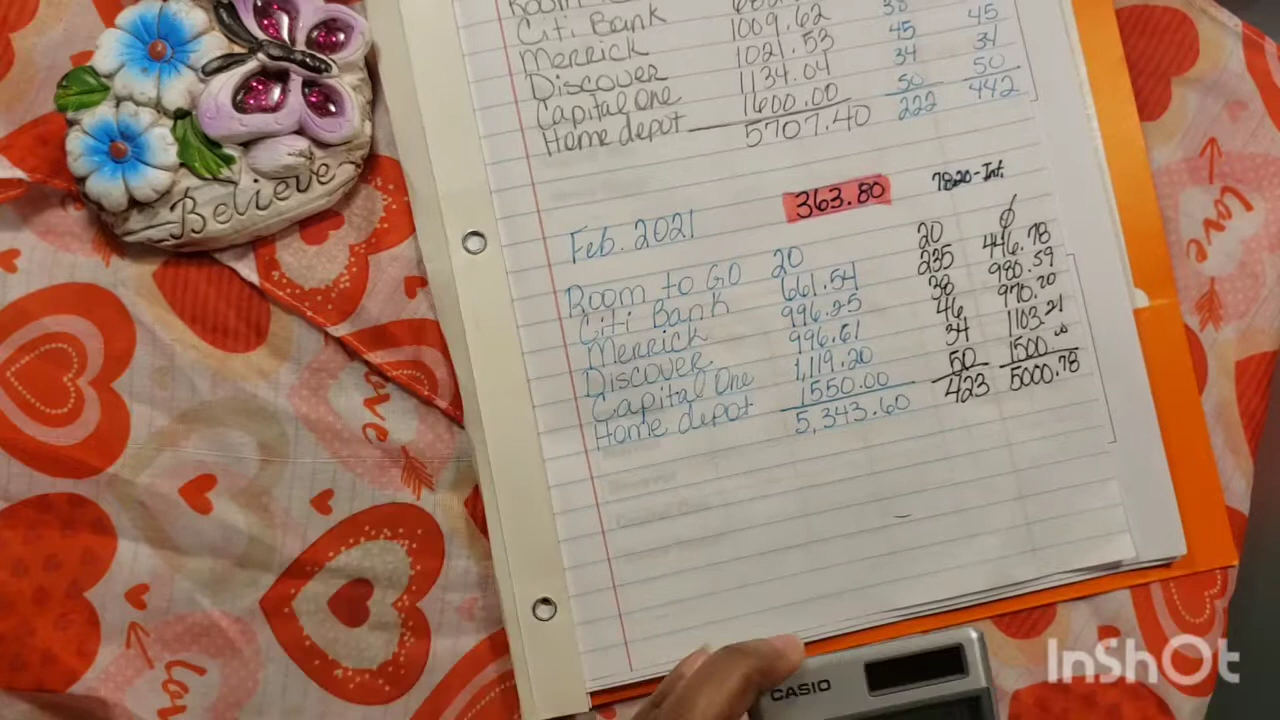 Citi Bank 38
Merrick 1009.62 45 45
Discover 1021.53 34 34
Capital One 1134.04 50 50
Home depot 1600.00 222 442
5707.40
Believe
363.80 7820-Int.
Feb. 2021
Room to GO 20 20 ϕ
Citi Bank 661.54 235 446.78
Merrick 996.25 38 980.59
Discover 996.61 46 970.20
Capital One 1,119.20 34 1103.21
Home depot 1550.00 50 1500.00
5,343.60 423 5000.78
Love
Love
Love
CASIO
InShOt